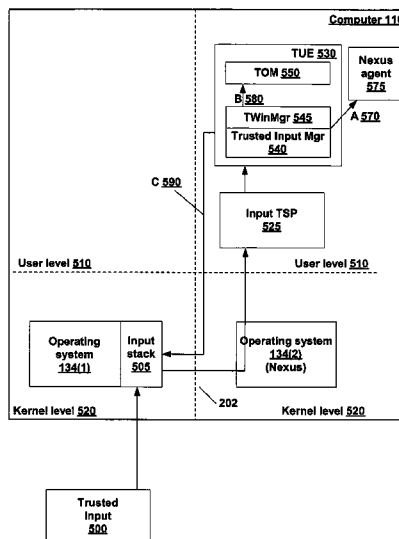 Computer 110
TUE 530
TOM 550
Nexus
agent
575
B 580
TWinMgr 545
A 570
Trusted Input Mgr
540
C 590
Input TSP
525
User level 510
User level 510
Operating
system
134(1)
Input
stack
505
Operating system
134(2)
(Nexus)
Kernel level 520
202
Kernel level 520
Trusted
Input
500